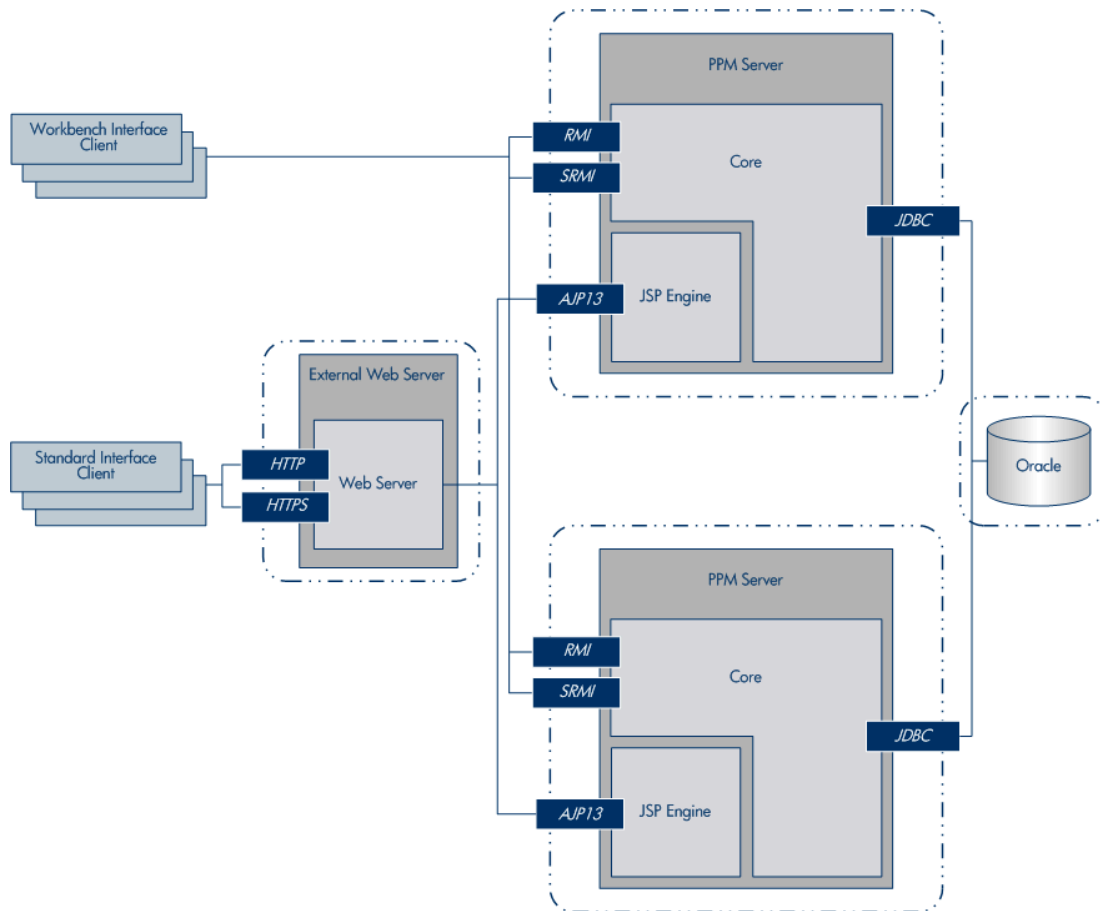 PPM Server
Workbench Interface
Client
RMI
Core
SRMI
JDBC
AJP13
JSP Engine
External Web Server
Standard Interface
Client
HTTP
Web Server
HTTPS
Oracle
PPM Server
RMI
Core
SRMI
JDBC
AJP13
JSP Engine